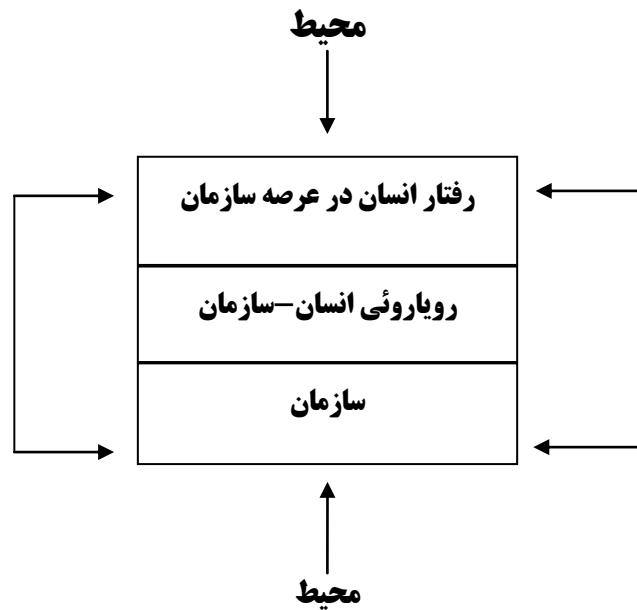 محیط
رفتار انسان در عرصه سازمان
رویاروئی انسان–سازمان
سازمان
محیط